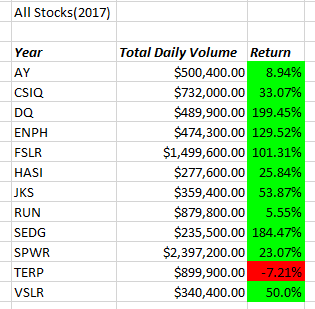 All Stocks(2017)
Year Total Daily Volume Return
AY $500,400.00 8.94%
CSIQ $732,000.00 33.07%
DQ $489,900.00 199.45%
ENPH $474,300.00 129.52%
FSLR $1,499,600.00 101.31%
HASI $277,600.00 25.84%
JKS $359,400.00 53.87%
RUN $879,800.00 5.55%
SEDG $235,500.00 184.47%
SPWR $2,397,200.00 23.07%
TERP $899,900.00 -7.21%
VSLR $340,400.00 50.0%